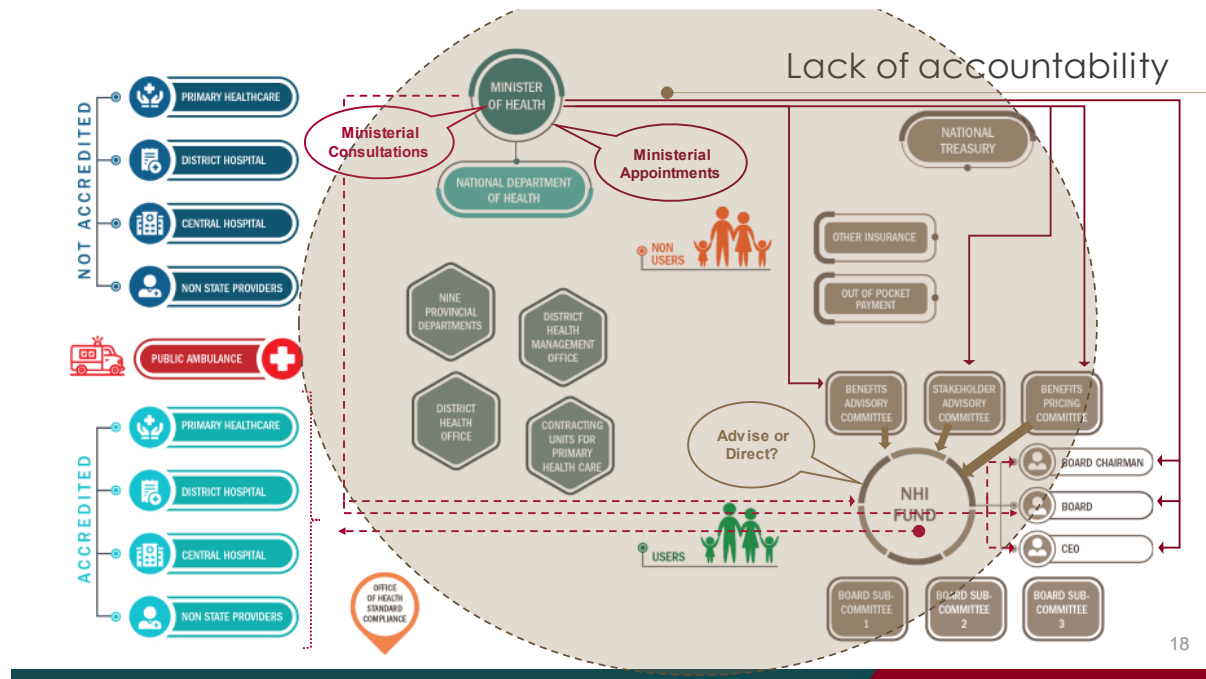 Lack of accountability
NOT ACCREDITED
PRIMARY HEALTHCARE
DISTRICT HOSPITAL
CENTRAL HOSPITAL
NON STATE PROVIDERS
PUBLIC AMBULANCE
ACCREDITED
PRIMARY HEALTHCARE
DISTRICT HOSPITAL
CENTRAL HOSPITAL
NON STATE PROVIDERS
MINISTER
OF HEALTH
Ministerial
Consultations
Ministerial
Appointments
NATIONAL DEPARTMENT
OF HEALTH
NATIONAL
TREASURY
NON
USERS
OTHER INSURANCE
OUT OF POCKET
PAYMENT
NINE
PROVINCIAL
DEPARTMENTS
DISTRICT
HEALTH
MANAGEMENT
OFFICE
DISTRICT
HEALTH
OFFICE
CONTRACTING
UNITS FOR
PRIMARY
HEALTH CARE
BENEFITS
ADVISORY
COMMITTEE
STAKEHOLDER
ADVISORY
COMMITTEE
BENEFITS
PRICING
COMMITTEE
Advise or
Direct?
NHI
FUND
BOARD CHAIRMAN
BOARD
CEO
USERS
OFFICE
OF HEALTH
STANDARD
COMPLIANCE
BOARD SUB-
COMMITTEE
1
BOARD SUB-
COMMITTEE
2
BOARD SUB-
COMMITTEE
3
18